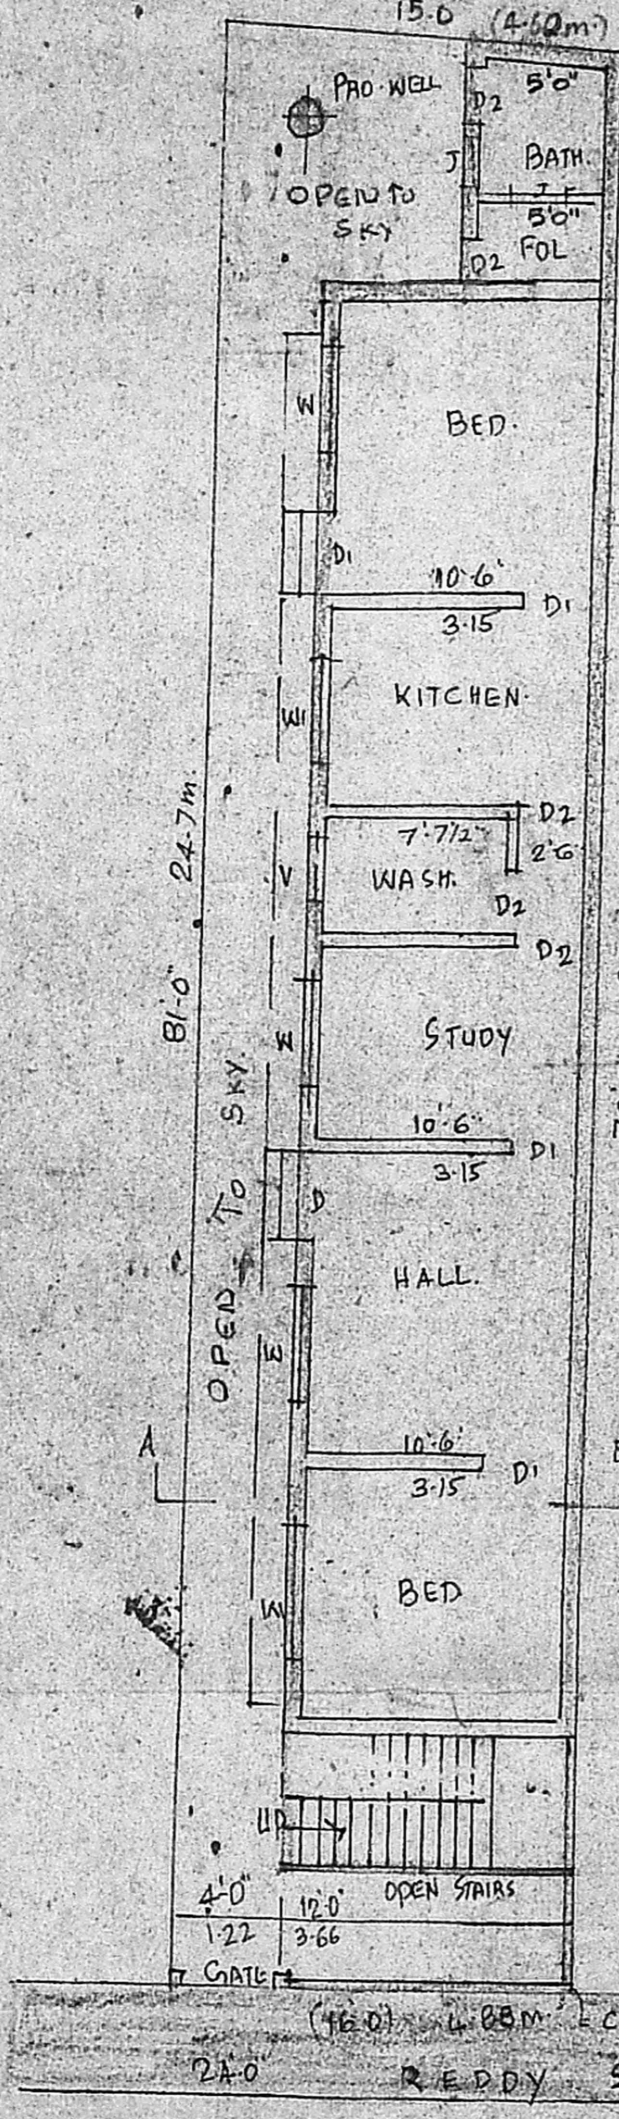 15.0 (4.60m.)
PRO. WELL
OPEN TO
SKY
D2
5'0"
J
BATH.
J
5'0"
FOL
D2
W
BED.
D1
10'-6"
3.15
D1
W1
KITCHEN.
D2
7'-7 1/2"
2'6
V
WASH.
D2
D2
24.7m.
81'-0"
W
STUDY
10'-6"
3.15
D1
OPEN TO SKY.
D
HALL.
W
A
10'-6'
3.15
D1
W
BED
UP
OPEN STAIRS
4'-0" 12'0"
1.22 3.66
GATE
(16.0) 4.88m.
24.0 REDDY